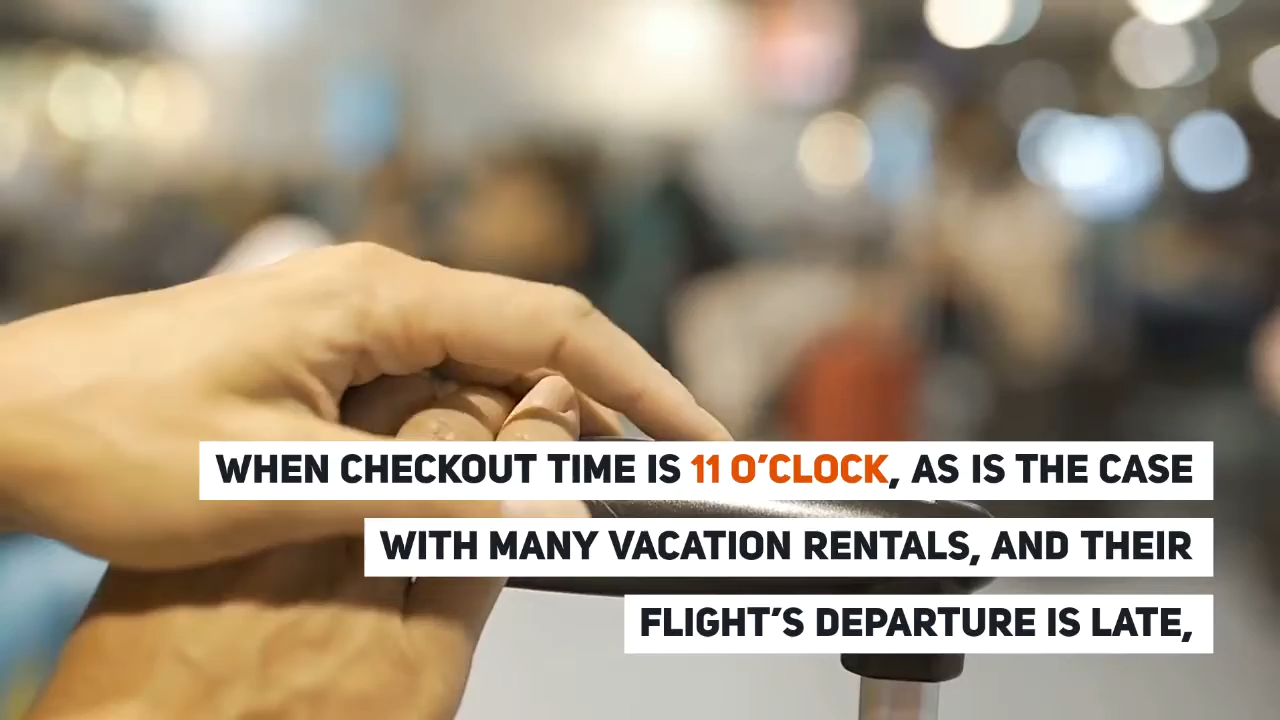 WHEN CHECKOUT TIME IS 11 O'CLOCK, AS IS THE CASE
WITH MANY VACATION RENTALS, AND THEIR
FLIGHT'S DEPARTURE IS LATE,